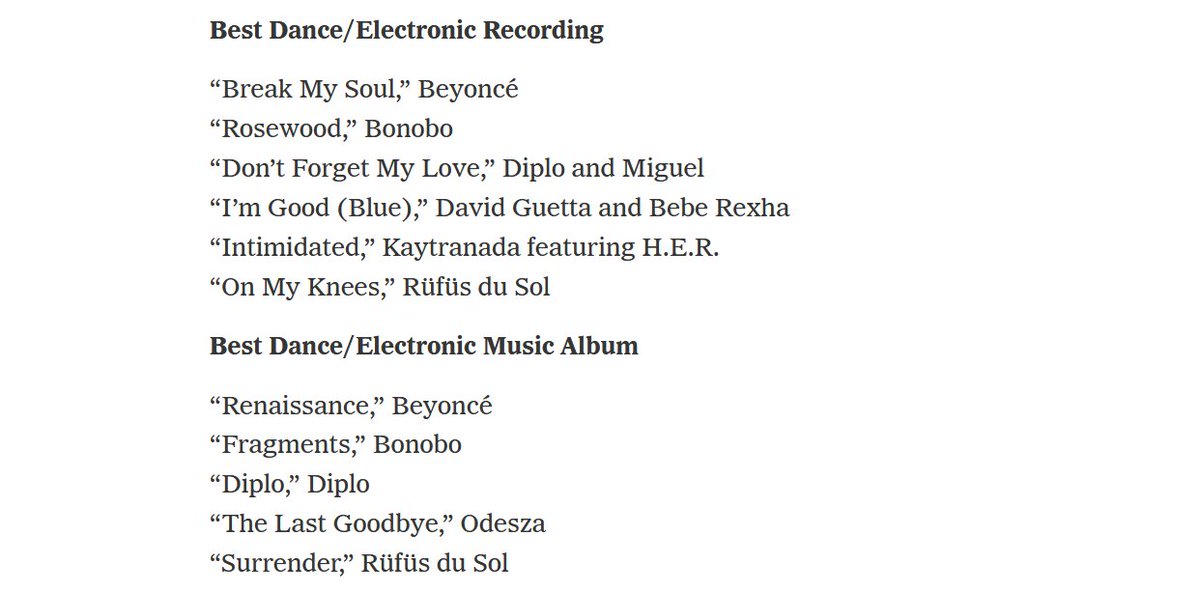 Best Dance/Electronic Recording
“Break My Soul,” Beyoncé
“Rosewood,” Bonobo
“Don’t Forget My Love,” Diplo and Miguel
“I’m Good (Blue),” David Guetta and Bebe Rexha
“Intimidated,” Kaytranada featuring H.E.R.
“On My Knees,” Rüfüs du Sol
Best Dance/Electronic Music Album
“Renaissance,” Beyoncé
“Fragments,” Bonobo
“Diplo,” Diplo
“The Last Goodbye,” Odesza
“Surrender,” Rüfüs du Sol